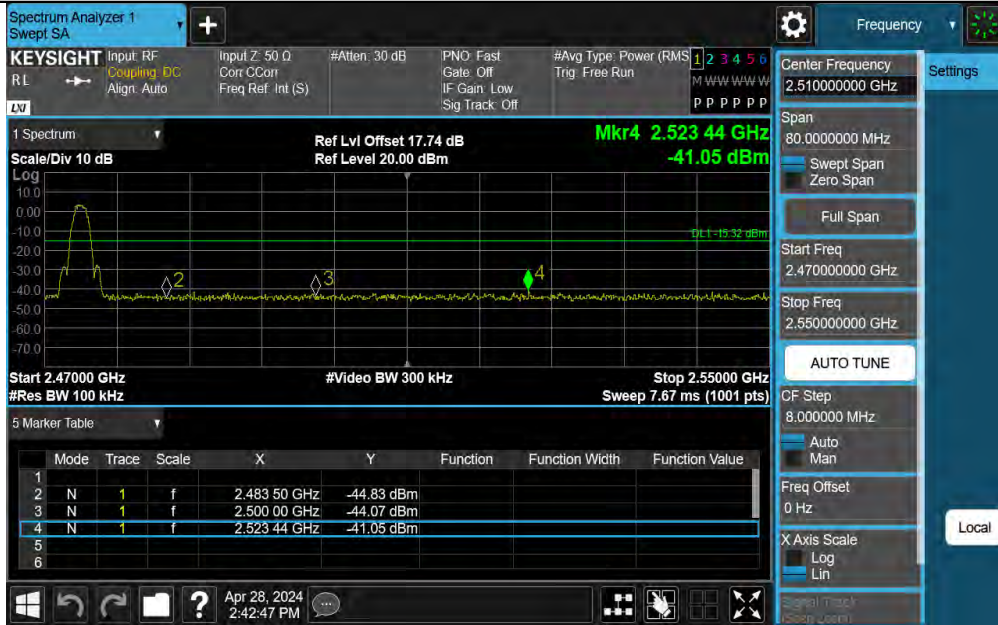 Spectrum Analyzer 1
Swept SA
Frequency
KEYSIGHT
RL
LXI
Input: RF
Coupling: DC
Align: Auto
Input Z: 50 Ω
Corr CCorr
Freq Ref: Int (S)
#Atten: 30 dB
PNO: Fast
Gate: Off
IF Gain: Low
Sig Track: Off
#Avg Type: Power (RMS
Trig: Free Run
1 2 3 4 5 6
M W W W W W
P P P P P P
1 Spectrum
Scale/Div 10 dB
Ref Lvl Offset 17.74 dB
Ref Level 20.00 dBm
Mkr4 2.523 44 GHz
-41.05 dBm
Log
10.0
0.00
-10.0
-20.0
-30.0
-40.0
-50.0
-60.0
-70.0
DL1 -15.32 dBm
2
3
4
Start 2.47000 GHz
#Video BW 300 kHz
Stop 2.55000 GHz
#Res BW 100 kHz
Sweep 7.67 ms (1001 pts)
5 Marker Table
Mode Trace Scale X Y Function Function Width Function Value
1
2 N 1 f 2.483 50 GHz -44.83 dBm
3 N 1 f 2.500 00 GHz -44.07 dBm
4 N 1 f 2.523 44 GHz -41.05 dBm
5
6
Apr 28, 2024
2:42:47 PM
Center Frequency
2.510000000 GHz
Span
80.0000000 MHz
Swept Span
Zero Span
Full Span
Start Freq
2.470000000 GHz
Stop Freq
2.550000000 GHz
AUTO TUNE
CF Step
8.000000 MHz
Auto
Man
Freq Offset
0 Hz
X Axis Scale
Log
Lin
Signal Track
(Span Zoom)
Settings
Local